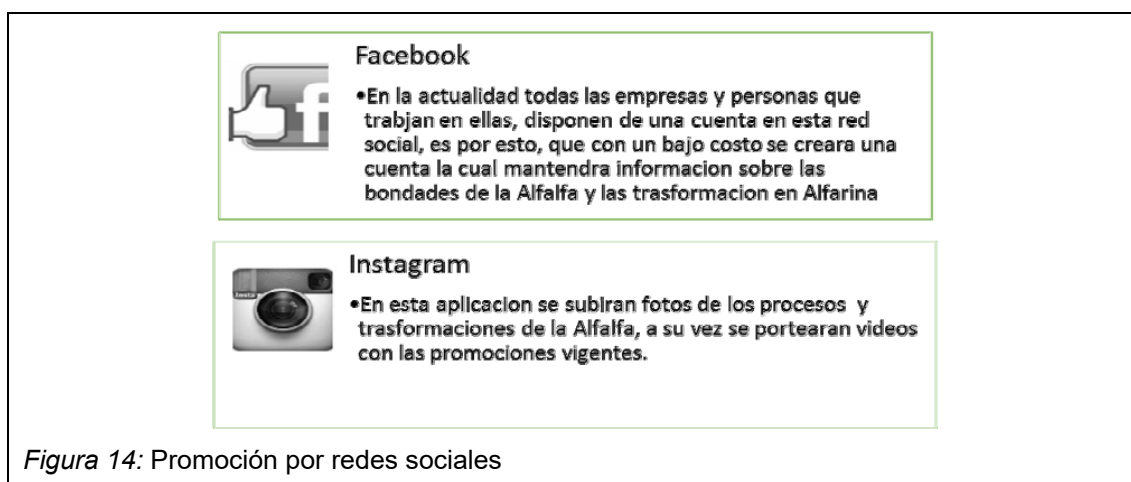 Facebook
•En la actualidad todas las empresas y personas que
trabjan en ellas, disponen de una cuenta en esta red
social, es por esto, que con un bajo costo se creara una
cuenta la cual mantendra informacion sobre las
bondades de la Alfalfa y las trasformacion en Alfarina
Instagram
•En esta aplicacion se subiran fotos de los procesos y
trasformaciones de la Alfalfa, a su vez se portearan videos
con las promociones vigentes.
Figura 14: Promoción por redes sociales